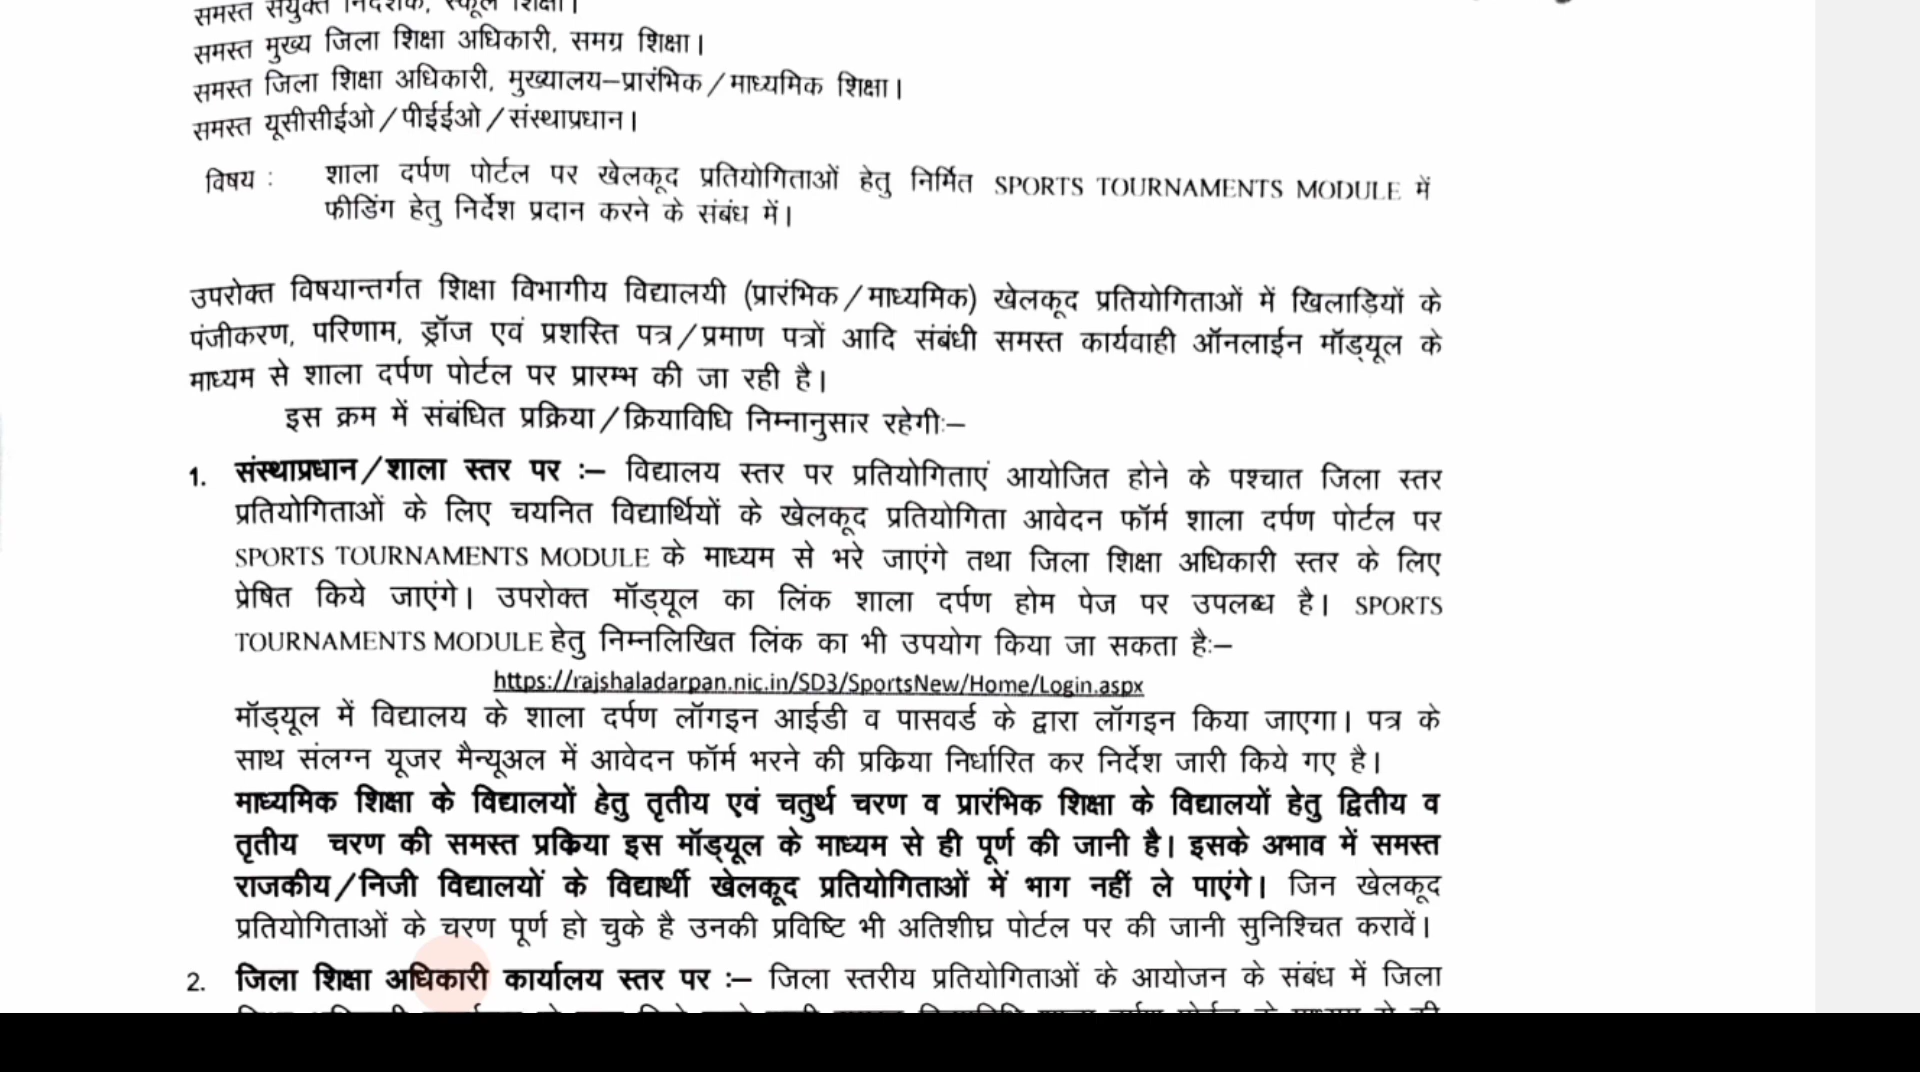 समस्त संयुक्त निदेशक, स्कूल शिक्षा।
समस्त मुख्य जिला शिक्षा अधिकारी, समग्र शिक्षा।
समस्त जिला शिक्षा अधिकारी, मुख्यालय–प्रारंभिक/माध्यमिक शिक्षा।
समस्त यूसीसीईओ/पीईईओ/संस्थाप्रधान।
विषय : शाला दर्पण पोर्टल पर खेलकूद प्रतियोगिताओं हेतु निर्मित SPORTS TOURNAMENTS MODULE में
फीडिंग हेतु निर्देश प्रदान करने के संबंध में।
उपरोक्त विषयान्तर्गत शिक्षा विभागीय विद्यालयी (प्रारंभिक/माध्यमिक) खेलकूद प्रतियोगिताओं में खिलाड़ियों के
पंजीकरण, परिणाम, ड्रॉज एवं प्रशस्ति पत्र/प्रमाण पत्रों आदि संबंधी समस्त कार्यवाही ऑनलाईन मॉड्यूल के
माध्यम से शाला दर्पण पोर्टल पर प्रारम्भ की जा रही है।
इस क्रम में संबंधित प्रक्रिया/क्रियाविधि निम्नानुसार रहेगी:–
1. संस्थाप्रधान/शाला स्तर पर :– विद्यालय स्तर पर प्रतियोगिताएं आयोजित होने के पश्चात जिला स्तर
प्रतियोगिताओं के लिए चयनित विद्यार्थियों के खेलकूद प्रतियोगिता आवेदन फॉर्म शाला दर्पण पोर्टल पर
SPORTS TOURNAMENTS MODULE के माध्यम से भरे जाएंगे तथा जिला शिक्षा अधिकारी स्तर के लिए
प्रेषित किये जाएंगे। उपरोक्त मॉड्यूल का लिंक शाला दर्पण होम पेज पर उपलब्ध है। SPORTS
TOURNAMENTS MODULE हेतु निम्नलिखित लिंक का भी उपयोग किया जा सकता है:–
https://rajshaladarpan.nic.in/SD3/SportsNew/Home/Login.aspx
मॉड्यूल में विद्यालय के शाला दर्पण लॉगइन आईडी व पासवर्ड के द्वारा लॉगइन किया जाएगा। पत्र के
साथ संलग्न यूजर मैन्यूअल में आवेदन फॉर्म भरने की प्रक्रिया निर्धारित कर निर्देश जारी किये गए है।
माध्यमिक शिक्षा के विद्यालयों हेतु तृतीय एवं चतुर्थ चरण व प्रारंभिक शिक्षा के विद्यालयों हेतु द्वितीय व
तृतीय चरण की समस्त प्रक्रिया इस मॉड्यूल के माध्यम से ही पूर्ण की जानी है। इसके अभाव में समस्त
राजकीय/निजी विद्यालयों के विद्यार्थी खेलकूद प्रतियोगिताओं में भाग नहीं ले पाएंगे। जिन खेलकूद
प्रतियोगिताओं के चरण पूर्ण हो चुके है उनकी प्रविष्टि भी अतिशीघ्र पोर्टल पर की जानी सुनिश्चित करावें।
2. जिला शिक्षा अधिकारी कार्यालय स्तर पर :– जिला स्तरीय प्रतियोगिताओं के आयोजन के संबंध में जिला